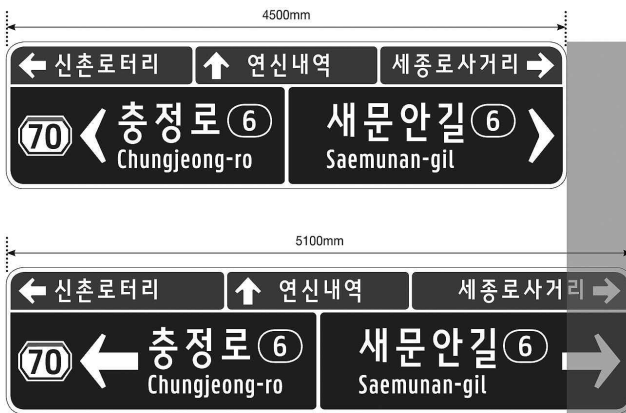 4500mm
신촌로터리 연신내역 세종로사거리
70 충정로 6 새문안길 6
Chungjeong-ro Saemunan-gil
5100mm
신촌로터리 연신내역 세종로사거리
70 충정로 6 새문안길 6
Chungjeong-ro Saemunan-gil